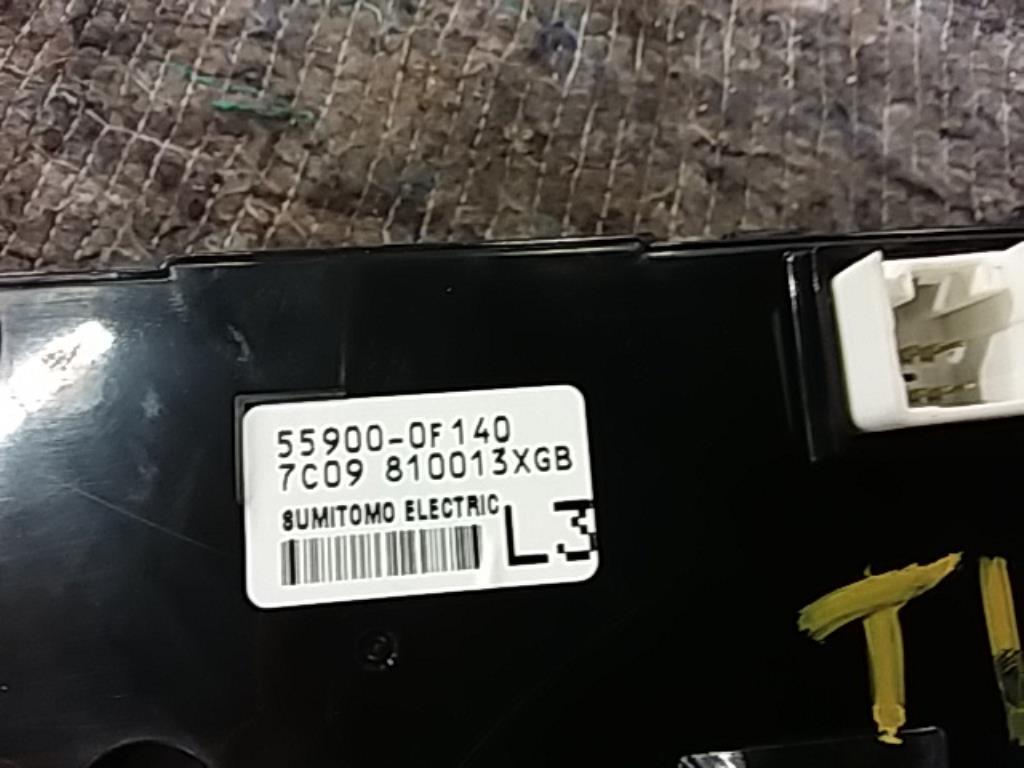 55900-0F140
7C09 810013XGB
SUMITOMO ELECTRIC
L3